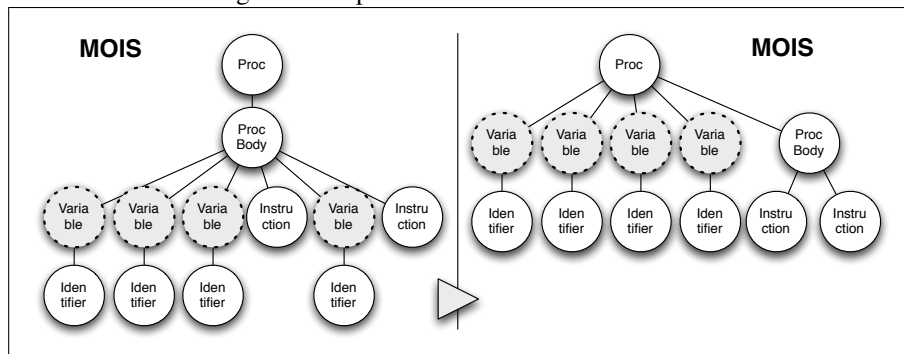 MOIS
Proc
Proc
Body
Varia
ble
Varia
ble
Varia
ble
Instru
ction
Varia
ble
Instru
ction
Iden
tifier
Iden
tifier
Iden
tifier
Iden
tifier
MOIS
Proc
Varia
ble
Varia
ble
Varia
ble
Varia
ble
Proc
Body
Iden
tifier
Iden
tifier
Iden
tifier
Iden
tifier
Instru
ction
Instru
ction